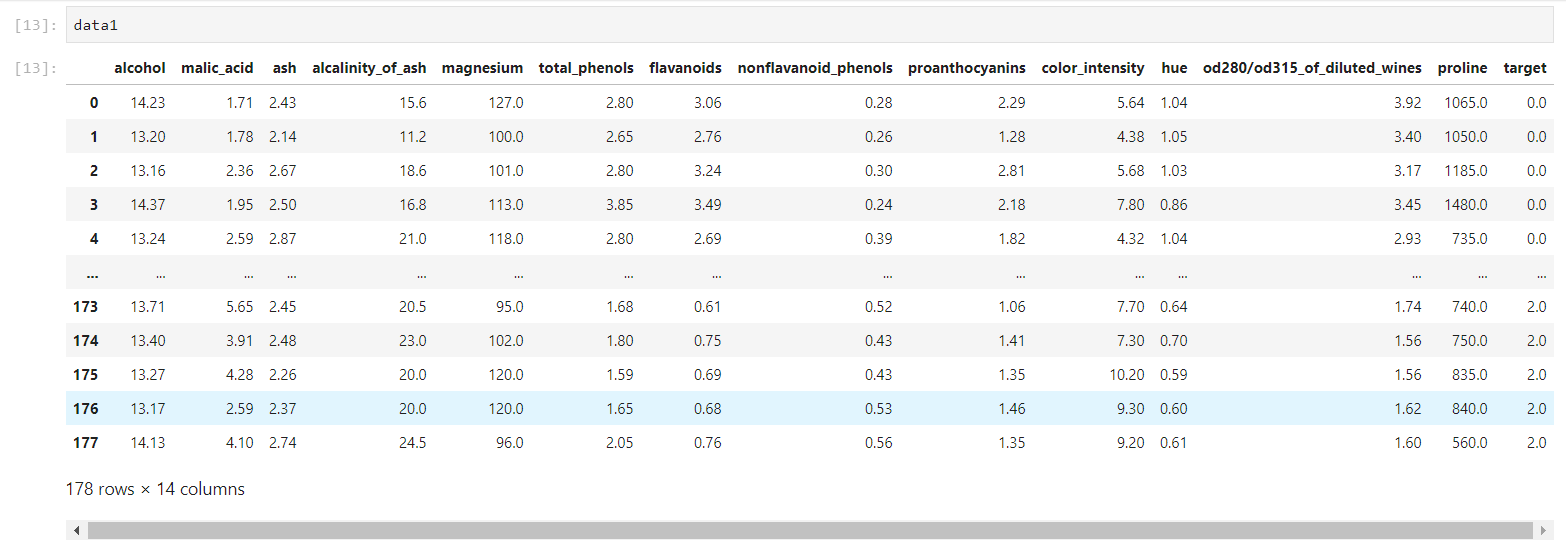 [13]: data1
[13]:
alcohol malic_acid ash alcalinity_of_ash magnesium total_phenols flavanoids nonflavanoid_phenols proanthocyanins color_intensity hue od280/od315_of_diluted_wines proline target
0 14.23 1.71 2.43 15.6 127.0 2.80 3.06 0.28 2.29 5.64 1.04 3.92 1065.0 0.0
1 13.20 1.78 2.14 11.2 100.0 2.65 2.76 0.26 1.28 4.38 1.05 3.40 1050.0 0.0
2 13.16 2.36 2.67 18.6 101.0 2.80 3.24 0.30 2.81 5.68 1.03 3.17 1185.0 0.0
3 14.37 1.95 2.50 16.8 113.0 3.85 3.49 0.24 2.18 7.80 0.86 3.45 1480.0 0.0
4 13.24 2.59 2.87 21.0 118.0 2.80 2.69 0.39 1.82 4.32 1.04 2.93 735.0 0.0
... ... ... ... ... ... ... ... ... ... ... ... ... ... ...
173 13.71 5.65 2.45 20.5 95.0 1.68 0.61 0.52 1.06 7.70 0.64 1.74 740.0 2.0
174 13.40 3.91 2.48 23.0 102.0 1.80 0.75 0.43 1.41 7.30 0.70 1.56 750.0 2.0
175 13.27 4.28 2.26 20.0 120.0 1.59 0.69 0.43 1.35 10.20 0.59 1.56 835.0 2.0
176 13.17 2.59 2.37 20.0 120.0 1.65 0.68 0.53 1.46 9.30 0.60 1.62 840.0 2.0
177 14.13 4.10 2.74 24.5 96.0 2.05 0.76 0.56 1.35 9.20 0.61 1.60 560.0 2.0
178 rows × 14 columns